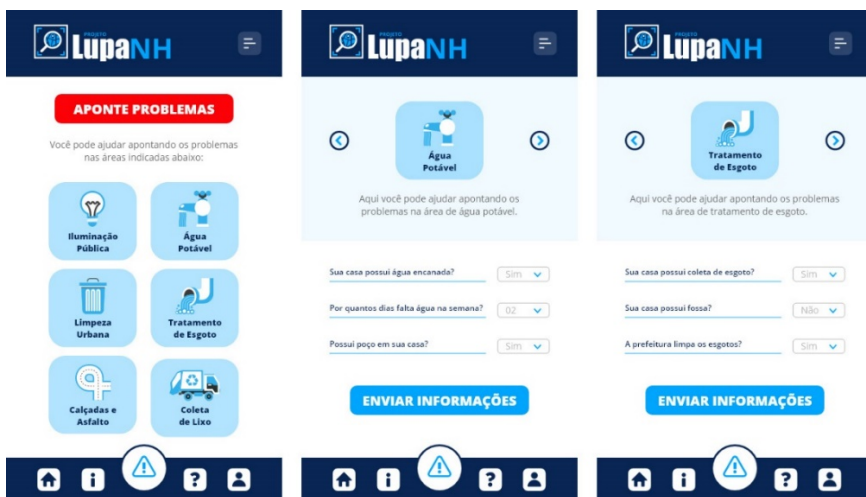 PROJETO
LupaNH
APONTE PROBLEMAS
Você pode ajudar apontando os problemas
nas áreas indicadas abaixo:
Iluminação
Pública
Água
Potável
Limpeza
Urbana
Tratamento
de Esgoto
Calçadas e
Asfalto
Coleta
de Lixo
PROJETO
LupaNH
Água
Potável
Aqui você pode ajudar apontando os
problemas na área de água potável.
Sua casa possui água encanada?
Sim
Por quantos dias falta água na semana?
02
Possui poço em sua casa?
Sim
ENVIAR INFORMAÇÕES
PROJETO
LupaNH
Tratamento
de Esgoto
Aqui você pode ajudar apontando os problemas
na área de tratamento de esgoto.
Sua casa possui coleta de esgoto?
Sim
Sua casa possui fossa?
Não
A prefeitura limpa os esgotos?
Sim
ENVIAR INFORMAÇÕES